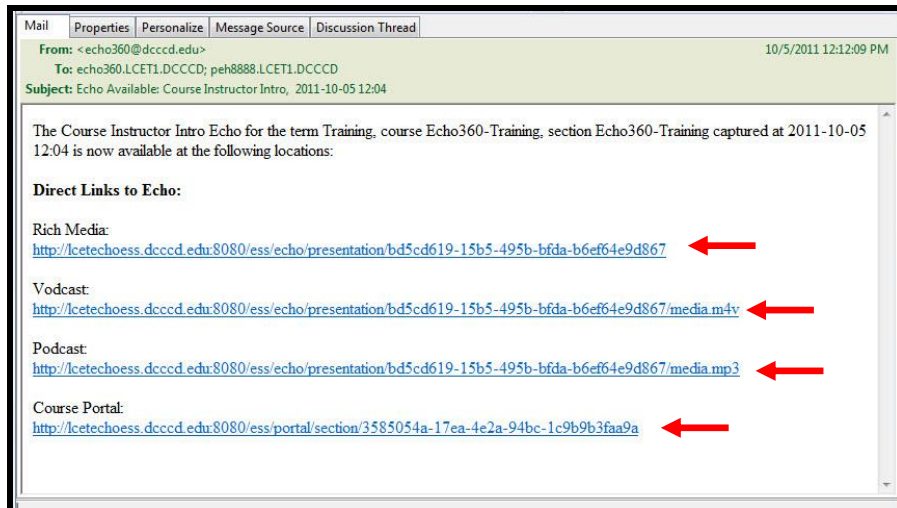 Mail Properties Personalize Message Source Discussion Thread
From: <echo360@dcccd.edu> 10/5/2011 12:12:09 PM
To: echo360.LCET1.DCCCD; peh8888.LCET1.DCCCD
Subject: Echo Available: Course Instructor Intro, 2011-10-05 12:04
The Course Instructor Intro Echo for the term Training, course Echo360-Training, section Echo360-Training captured at 2011-10-05
12:04 is now available at the following locations:
Direct Links to Echo:
Rich Media:
http://lcetechoess.dcccd.edu:8080/ess/echo/presentation/bd5cd619-15b5-495b-bfda-b6ef64e9d867
Vodcast:
http://lcetechoess.dcccd.edu:8080/ess/echo/presentation/bd5cd619-15b5-495b-bfda-b6ef64e9d867/media.m4v
Podcast:
http://lcetechoess.dcccd.edu:8080/ess/echo/presentation/bd5cd619-15b5-495b-bfda-b6ef64e9d867/media.mp3
Course Portal:
http://lcetechoess.dcccd.edu:8080/ess/portal/section/3585054a-17ea-4e2a-94bc-1c9b9b3faa9a